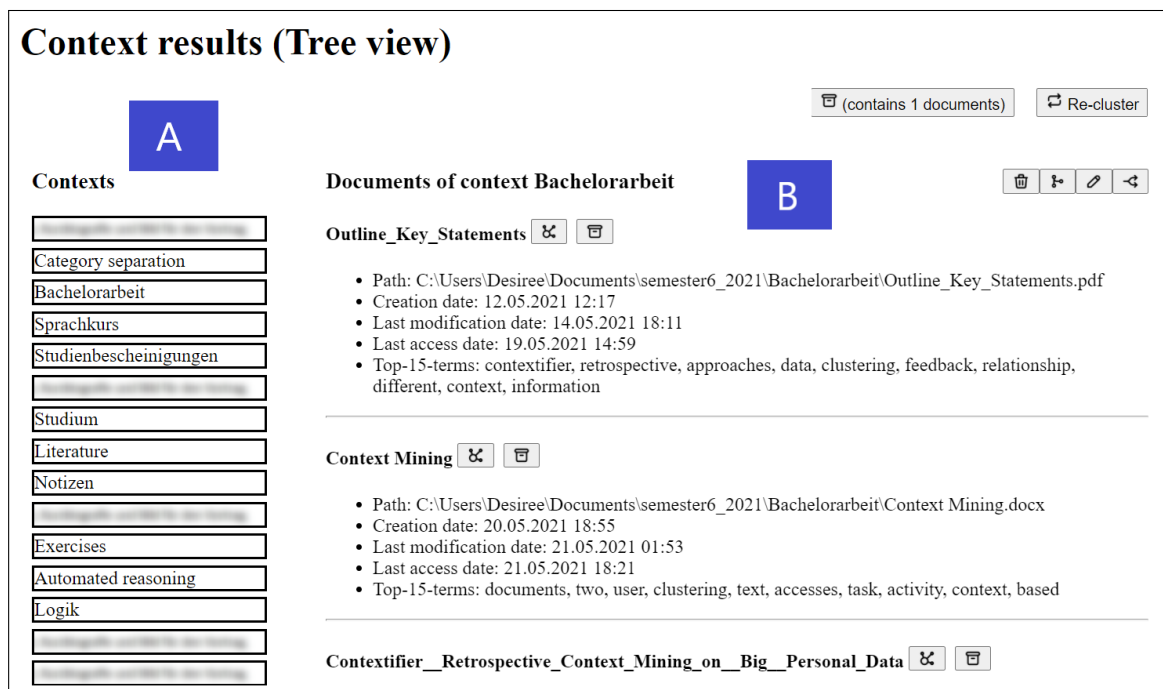 Context results (Tree view)
(contains 1 documents)
Re-cluster
A
Contexts
Category separation
Bachelorarbeit
Sprachkurs
Studienbescheinigungen
Studium
Literature
Notizen
Exercises
Automated reasoning
Logik
B
Documents of context Bachelorarbeit
Outline_Key_Statements
• Path: C:\Users\Desiree\Documents\semester6_2021\Bachelorarbeit\Outline_Key_Statements.pdf
• Creation date: 12.05.2021 12:17
• Last modification date: 14.05.2021 18:11
• Last access date: 19.05.2021 14:59
• Top-15-terms: contextifier, retrospective, approaches, data, clustering, feedback, relationship,
different, context, information
Context Mining
• Path: C:\Users\Desiree\Documents\semester6_2021\Bachelorarbeit\Context Mining.docx
• Creation date: 20.05.2021 18:55
• Last modification date: 21.05.2021 01:53
• Last access date: 21.05.2021 18:21
• Top-15-terms: documents, two, user, clustering, text, accesses, task, activity, context, based
Contextifier__Retrospective_Context_Mining_on__Big__Personal_Data